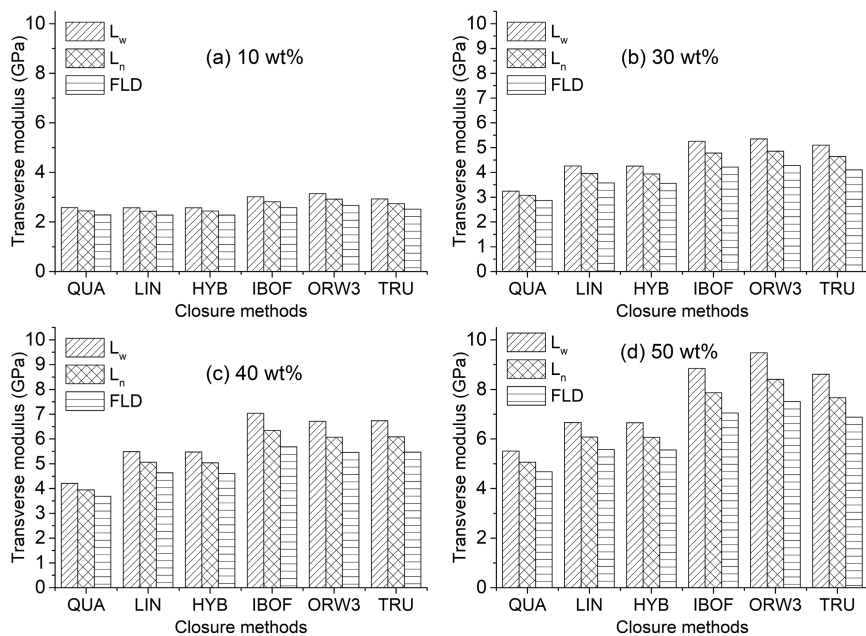 Transverse modulus (GPa)
10
8
6
4
2
0
L_w
L_n
FLD
(a) 10 wt%
QUA LIN HYB IBOF ORW3 TRU
Closure methods
Transverse modulus (GPa)
10
9
8
7
6
5
4
3
2
1
0
L_w
L_n
FLD
(b) 30 wt%
QUA LIN HYB IBOF ORW3 TRU
Closure methods
Transverse modulus (GPa)
10
9
8
7
6
5
4
3
2
1
0
L_w
L_n
FLD
(c) 40 wt%
QUA LIN HYB IBOF ORW3 TRU
Closure methods
Transverse modulus (GPa)
10
8
6
4
2
0
L_w
L_n
FLD
(d) 50 wt%
QUA LIN HYB IBOF ORW3 TRU
Closure methods